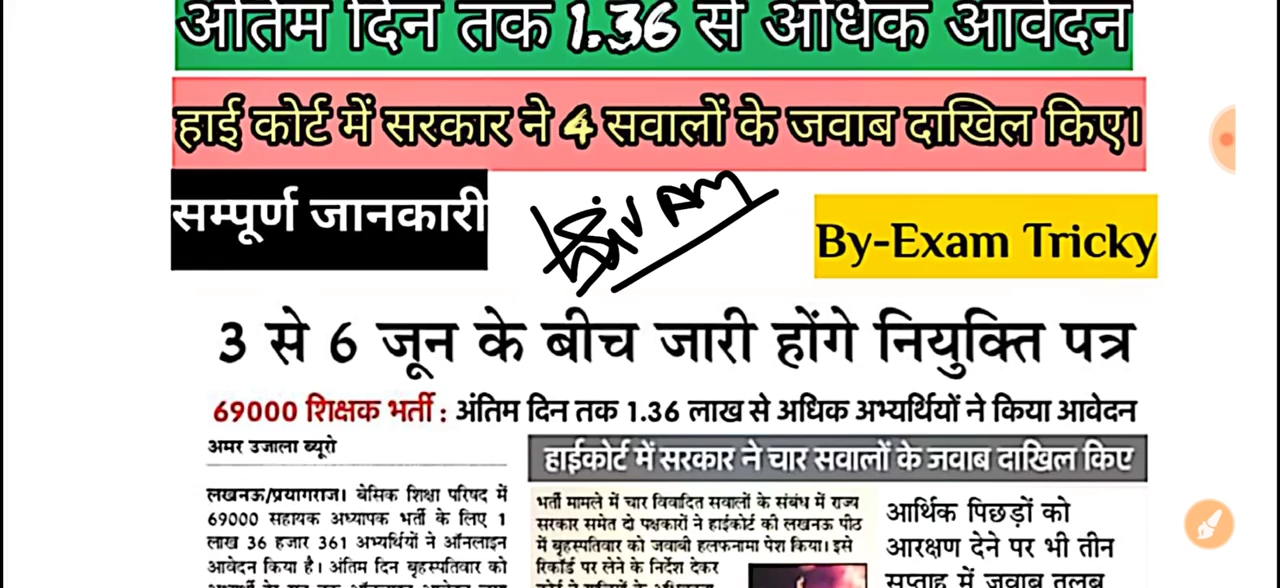 अंतिम दिन तक 1.36 से अधिक आवेदन
हाई कोर्ट में सरकार ने 4 सवालों के जवाब दाखिल किए।
सम्पूर्ण जानकारी
By-Exam Tricky
3 से 6 जून के बीच जारी होंगे नियुक्ति पत्र
69000 शिक्षक भर्ती : अंतिम दिन तक 1.36 लाख से अधिक अभ्यर्थियों ने किया आवेदन
अमर उजाला ब्यूरो
लखनऊ/प्रयागराज। बेसिक शिक्षा परिषद में
69000 सहायक अध्यापक भर्ती के लिए 1
लाख 36 हजार 361 अभ्यर्थियों ने ऑनलाइन
आवेदन किया है। अंतिम दिन बृहस्पतिवार को
हाईकोर्ट में सरकार ने चार सवालों के जवाब दाखिल किए
भर्ती मामले में चार विवादित सवालों के संबंध में राज्य
सरकार समेत दो पक्षकारों ने हाईकोर्ट की लखनऊ पीठ
में बृहस्पतिवार को जवाबी हलफनामा पेश किया। इसे
रिकॉर्ड पर लेने के निर्देश देकर
आर्थिक पिछड़ों को
आरक्षण देने पर भी तीन
सप्ताह में जवाब तलब